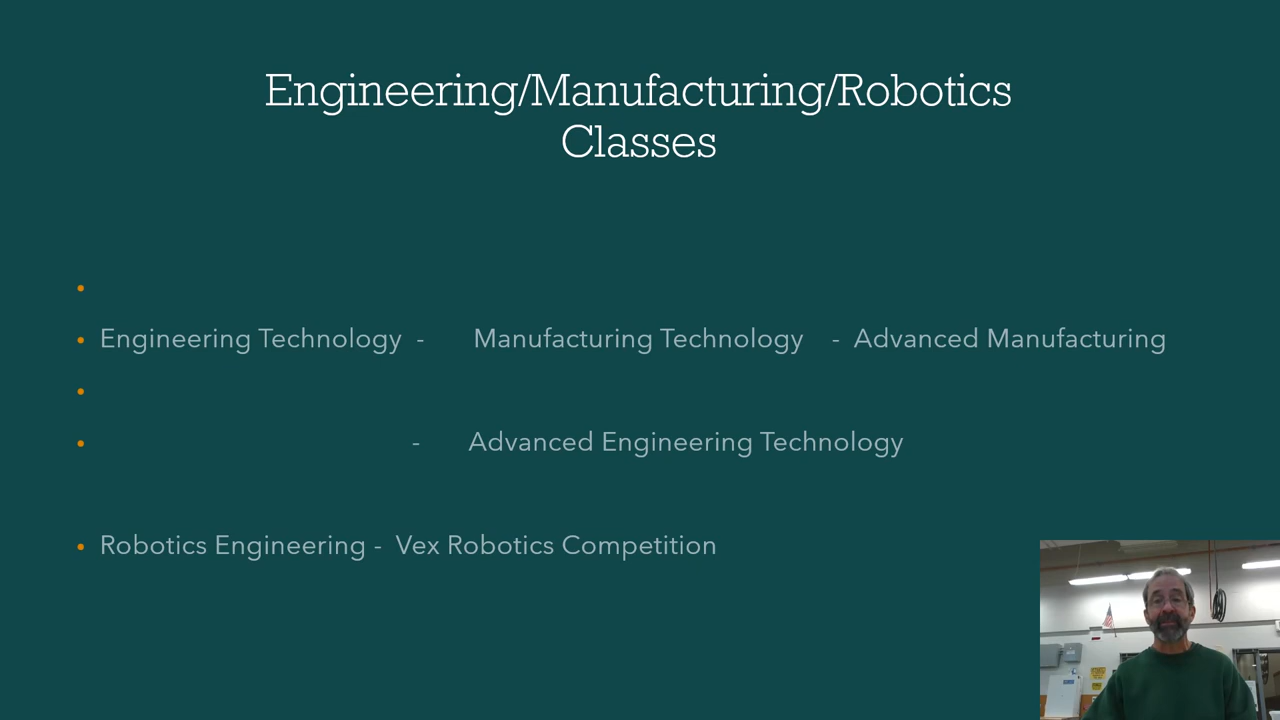 Engineering/Manufacturing/Robotics
Classes
Engineering Technology - Manufacturing Technology - Advanced Manufacturing
- Advanced Engineering Technology
Robotics Engineering - Vex Robotics Competition